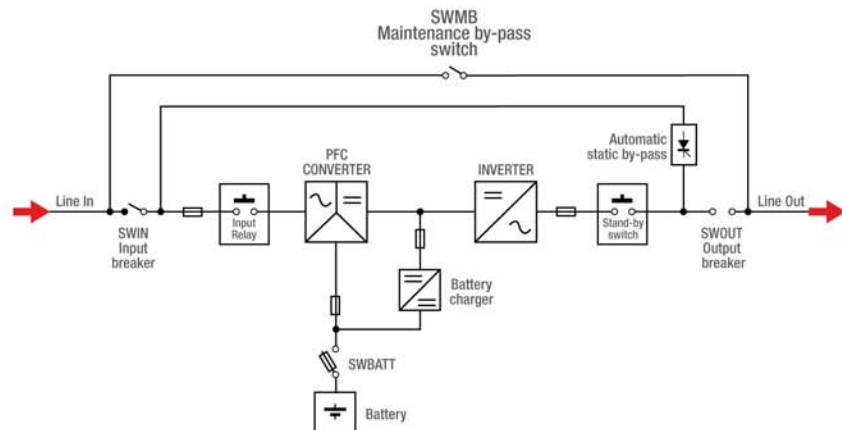 SWMB
Maintenance by-pass
switch
Automatic
static by-pass
PFC
CONVERTER
INVERTER
Line In
Input
Relay
Stand-by
switch
Line Out
SWIN
Input
breaker
SWOUT
Output
breaker
Battery
charger
SWBATT
Battery